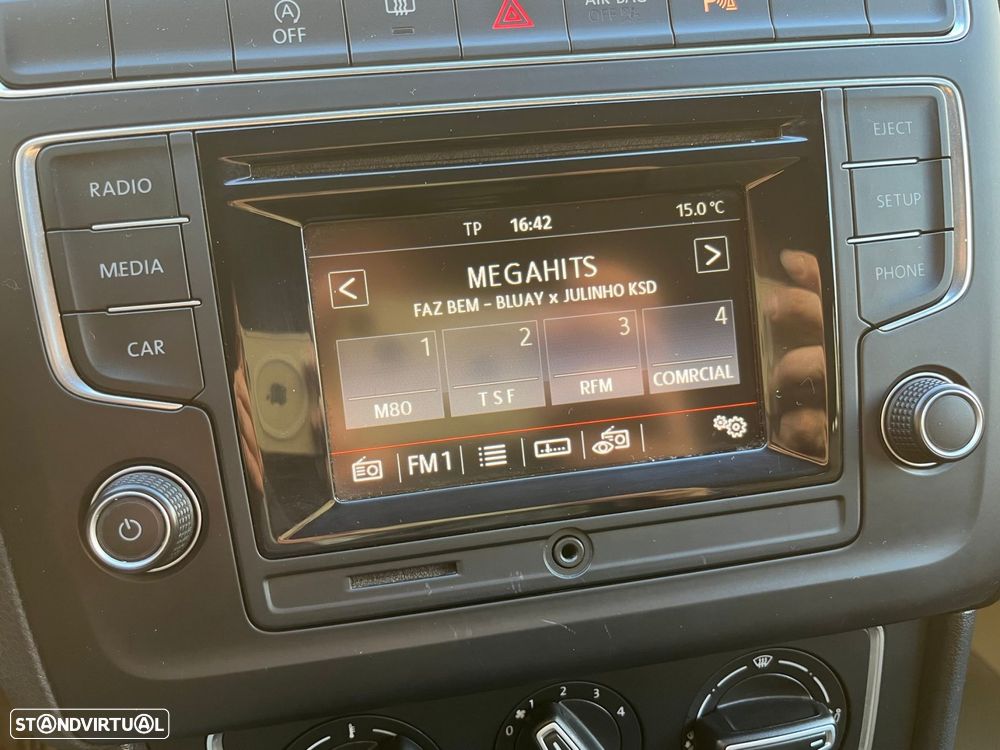 A
OFF
AIR BAG
OFF
P
RADIO
MEDIA
CAR
EJECT
SETUP
PHONE
TP 16:42 15.0 °C
< MEGAHITS >
FAZ BEM - BLUAY x JULINHO KSD
1 2 3 4
M80 T S F RFM COMRCIAL
FM1
0 1 2 3 4
STANDVIRTUAL